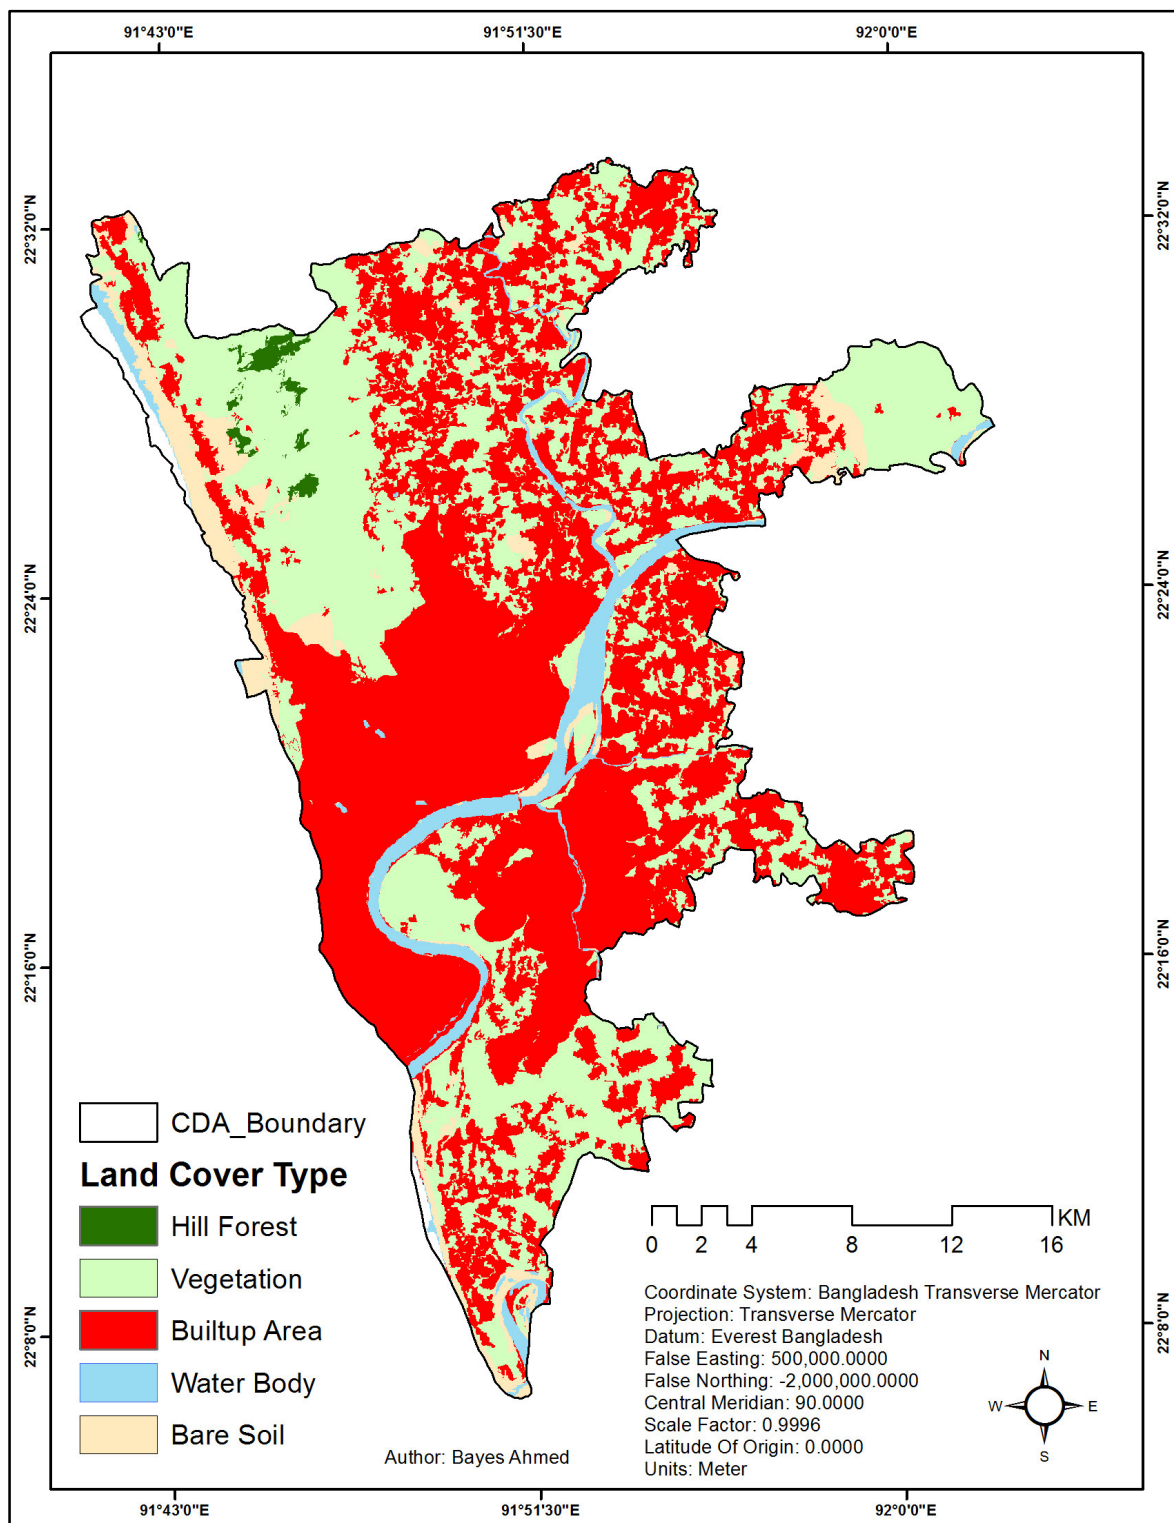 91°43'0"E
91°51'30"E
92°0'0"E
22°32'0"N
22°32'0"N
22°24'0"N
22°24'0"N
22°16'0"N
22°16'0"N
22°8'0"N
22°8'0"N
CDA_Boundary
Land Cover Type
Hill Forest
Vegetation
Builtup Area
Water Body
Bare Soil
Author: Bayes Ahmed
KM
0 2 4 8 12 16
Coordinate System: Bangladesh Transverse Mercator
Projection: Transverse Mercator
Datum: Everest Bangladesh
False Easting: 500,000.0000
False Northing: -2,000,000.0000
Central Meridian: 90.0000
Scale Factor: 0.9996
Latitude Of Origin: 0.0000
Units: Meter
N
W E
S
91°43'0"E
91°51'30"E
92°0'0"E